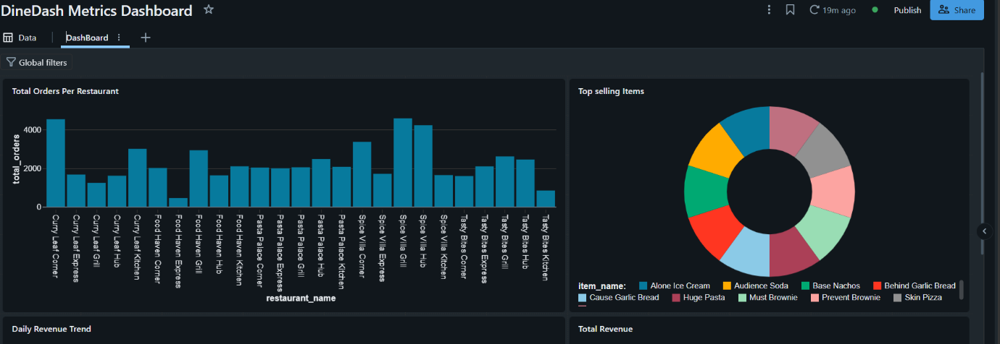 DineDash Metrics Dashboard
19m ago
Publish
Share
Data
DashBoard
Global filters
Total Orders Per Restaurant
total_orders
4000
2000
0
Curry Leaf Corner
Curry Leaf Express
Curry Leaf Grill
Curry Leaf Hub
Curry Leaf Kitchen
Food Haven Corner
Food Haven Express
Food Haven Grill
Food Haven Hub
Food Haven Kitchen
Pasta Palace Corner
Pasta Palace Express
Pasta Palace Grill
Pasta Palace Hub
Pasta Palace Kitchen
Spice Villa Corner
Spice Villa Express
Spice Villa Grill
Spice Villa Hub
Spice Villa Kitchen
Tasty Bites Corner
Tasty Bites Express
Tasty Bites Grill
Tasty Bites Hub
Tasty Bites Kitchen
restaurant_name
Top selling Items
item_name: Alone Ice Cream Audience Soda Base Nachos Behind Garlic Bread
Cause Garlic Bread Huge Pasta Must Brownie Prevent Brownie Skin Pizza
Daily Revenue Trend
Total Revenue